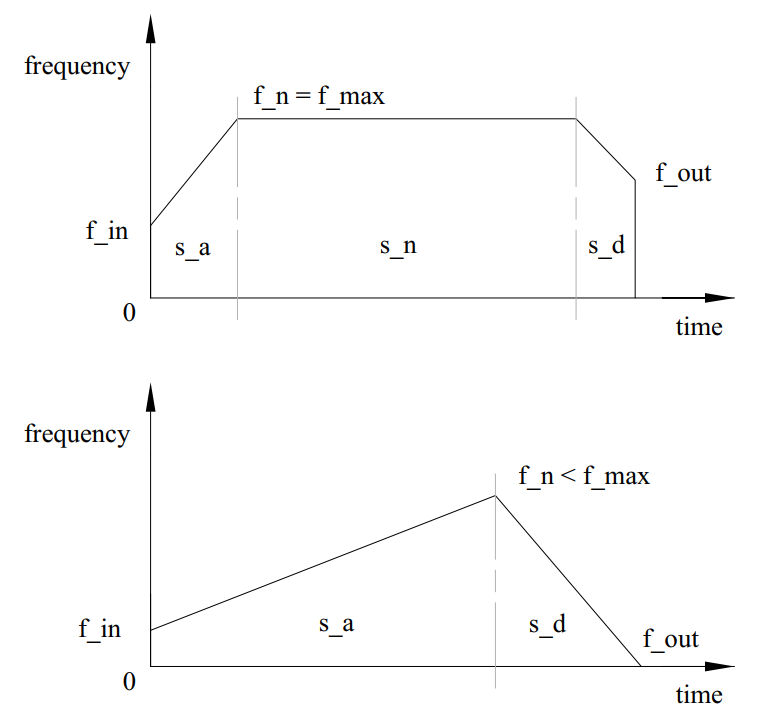 frequency
f_n = f_max
f_out
f_in
s_a
s_n
s_d
0
time
frequency
f_n < f_max
f_in
s_a
s_d
f_out
0
time